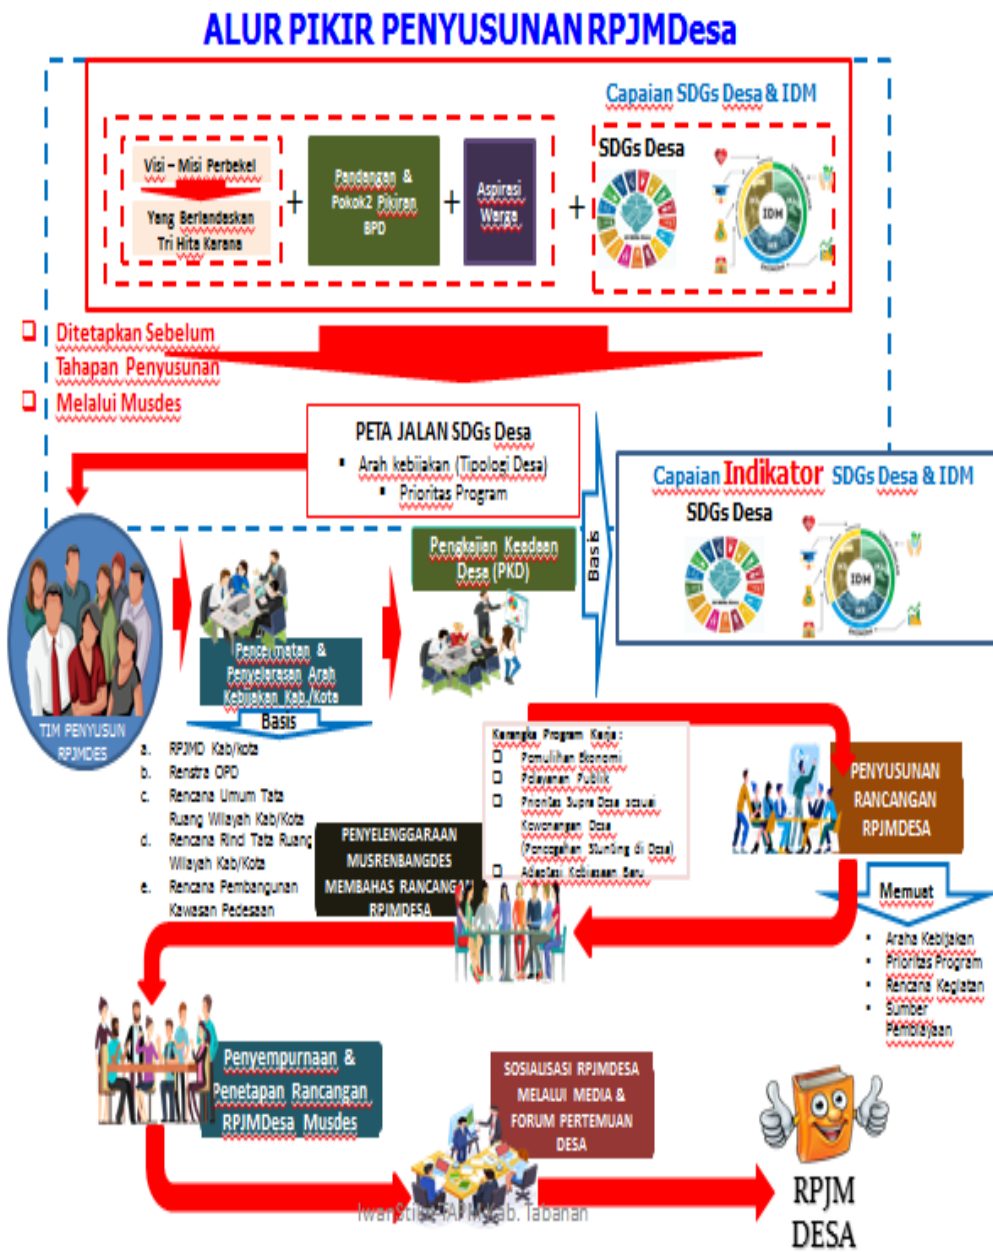 ALUR PIKIR PENYUSUNAN RPJMDesa
Capaian SDGs Desa & IDM
Visi – Misi Perbekel
Yang Berlandaskan
Tri Hita Karana
+
Pandangan &
Pokok2 Pikiran
BPD
+
Aspirasi
Warga
+
SDGs Desa
IDM
Ditetapkan Sebelum
Tahapan Penyusunan
Melalui Musdes
PETA JALAN SDGs Desa
Arah kebijakan (Tipologi Desa)
Prioritas Program
Basis
Capaian Indikator SDGs Desa & IDM
SDGs Desa
IDM
TIM PENYUSUN
RPJMDES
Pencermatan &
Penyelarasan Arah
Kebijakan Kab./Kota
Pengkajian Keadaan
Desa (PKD)
Basis
a. RPJMD Kab/kota
b. Renstra OPD
c. Rencana Umum Tata
Ruang Wilayah Kab/Kota
d. Rencana Rinci Tata Ruang
Wilayah Kab/Kota
e. Rencana Pembangunan
Kawasan Pedesaan
Kerangka Program Kerja :
Pemulihan Ekonomi
Pelayanan Publik
Prioritas Supra Desa sesuai
Kewenangan Desa
(Pencegahan Stunting di Desa)
Adaptasi Kebiasaan Baru
PENYUSUNAN
RANCANGAN
RPJMDESA
Memuat
Araha Kebijakan
Prioritas Program
Rencana Kegiatan
Sumber
Pembiayaan
PENYELENGGARAAN
MUSRENBANGDES
MEMBAHAS RANCANGAN
RPJMDESA
Penyempurnaan &
Penetapan Rancangan
RPJMDesa Musdes
SOSIALISASI RPJMDESA
MELALUI MEDIA &
FORUM PERTEMUAN
DESA
Kab. Tabanan
RPJM
DESA